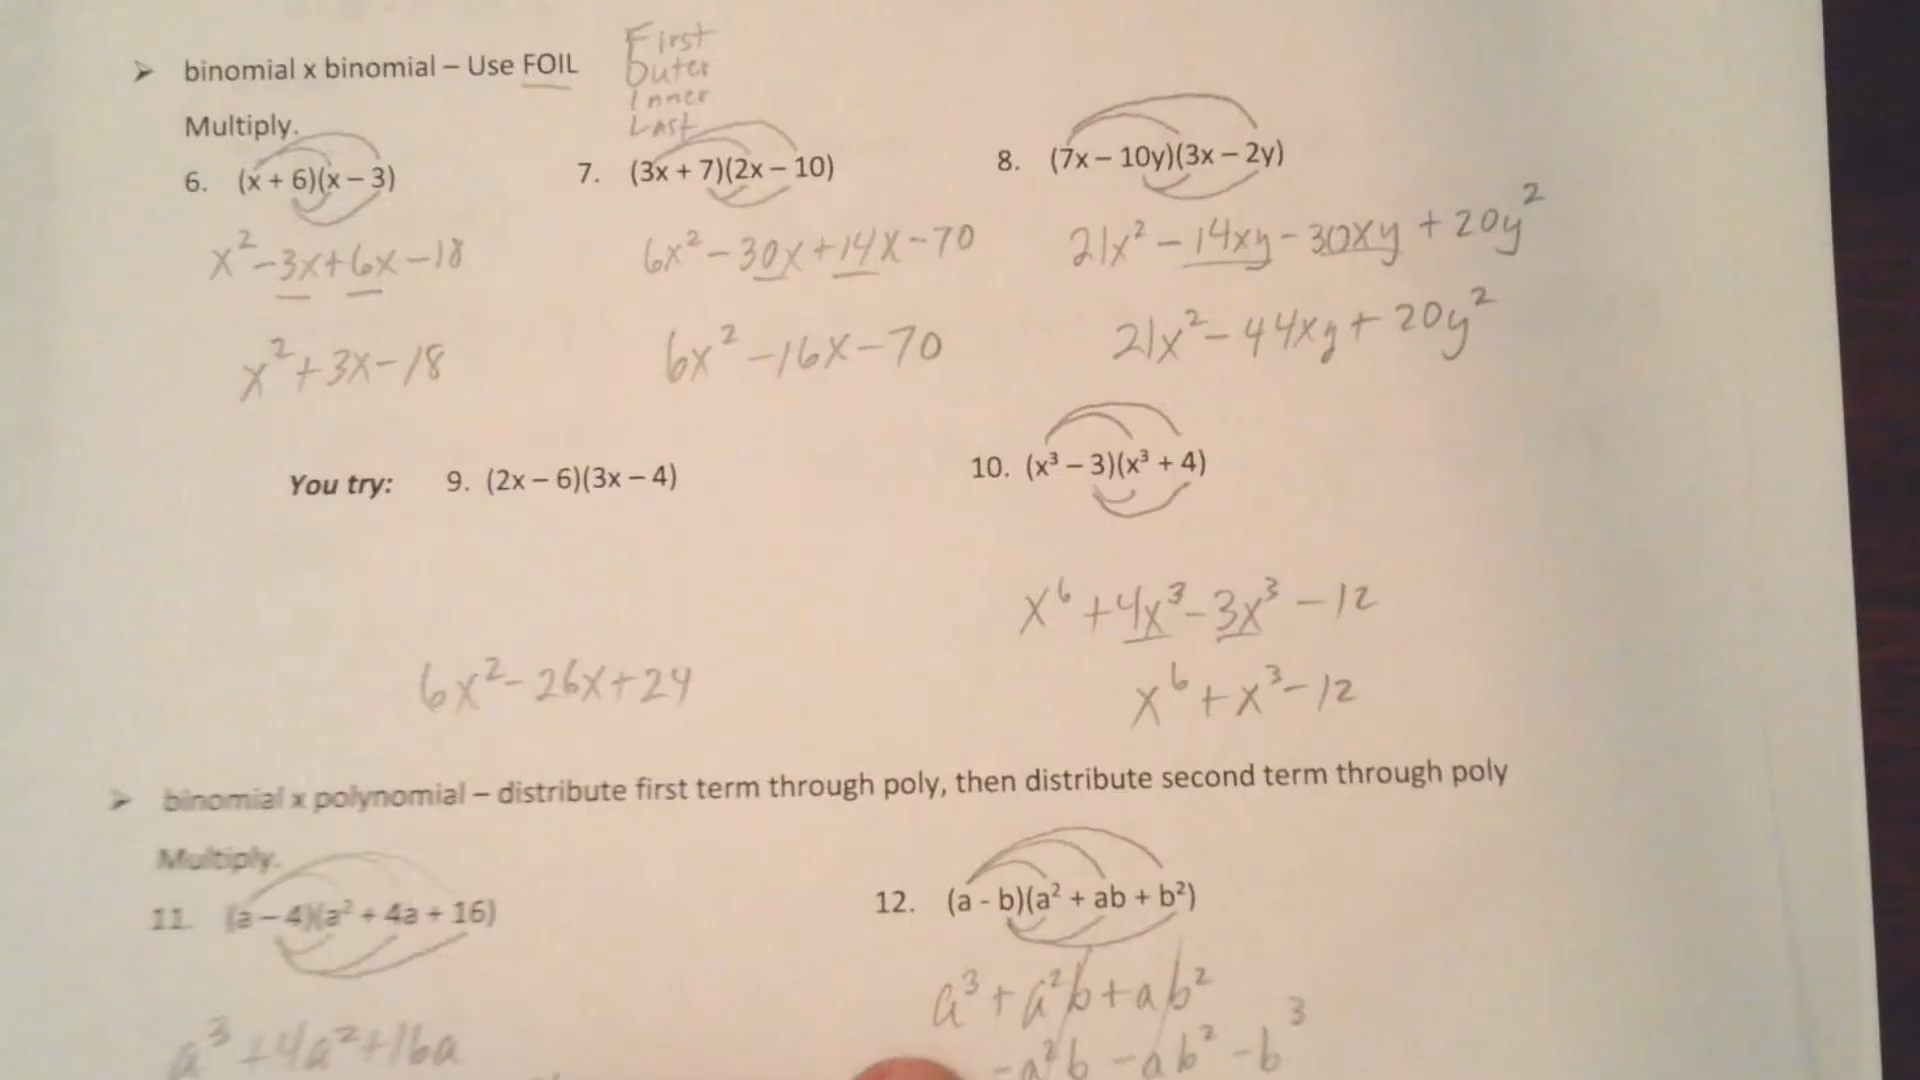 ➢ binomial x binomial – Use FOIL
First
Outer
Inner
Last
Multiply.
6. (x + 6)(x – 3)
x² - 3x + 6x - 18
x² + 3x - 18
7. (3x + 7)(2x – 10)
6x² - 30x + 14x - 70
6x² - 16x - 70
8. (7x – 10y)(3x – 2y)
21x² - 14xy - 30xy + 20y²
21x² - 44xy + 20y²
You try: 9. (2x – 6)(3x – 4)
6x² - 26x + 24
10. (x³ – 3)(x³ + 4)
x⁶ + 4x³ - 3x³ - 12
x⁶ + x³ - 12
➢ binomial x polynomial – distribute first term through poly, then distribute second term through poly
Multiply.
11. (a – 4)(a² + 4a + 16)
a³ + 4a² + 16a
12. (a - b)(a² + ab + b²)
a³ + a²b + ab²
- a²b - ab² - b³